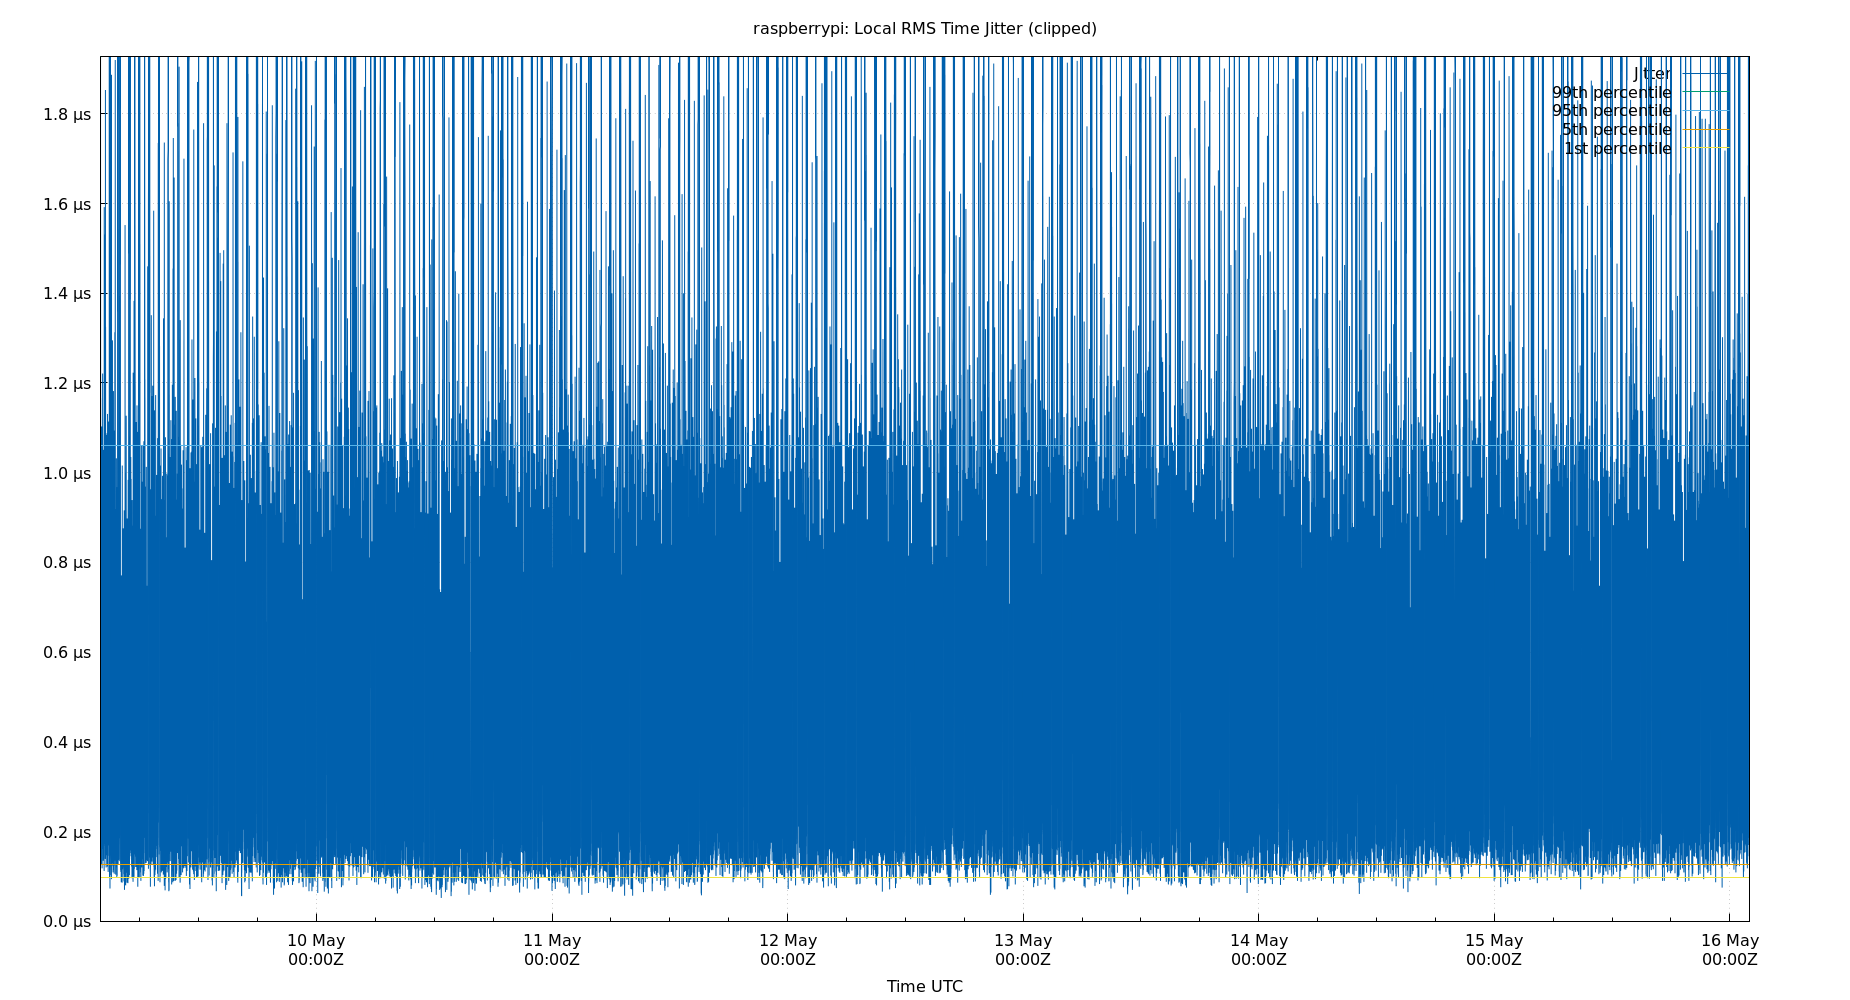 raspberrypi: Local RMS Time Jitter (clipped)
Jitter
99th percentile
95th percentile
5th percentile
1st percentile
1.8 µs
1.6 µs
1.4 µs
1.2 µs
1.0 µs
0.8 µs
0.6 µs
0.4 µs
0.2 µs
0.0 µs
10 May 11 May 12 May 13 May 14 May 15 May 16 May
00:00Z 00:00Z 00:00Z 00:00Z 00:00Z 00:00Z 00:00Z
Time UTC